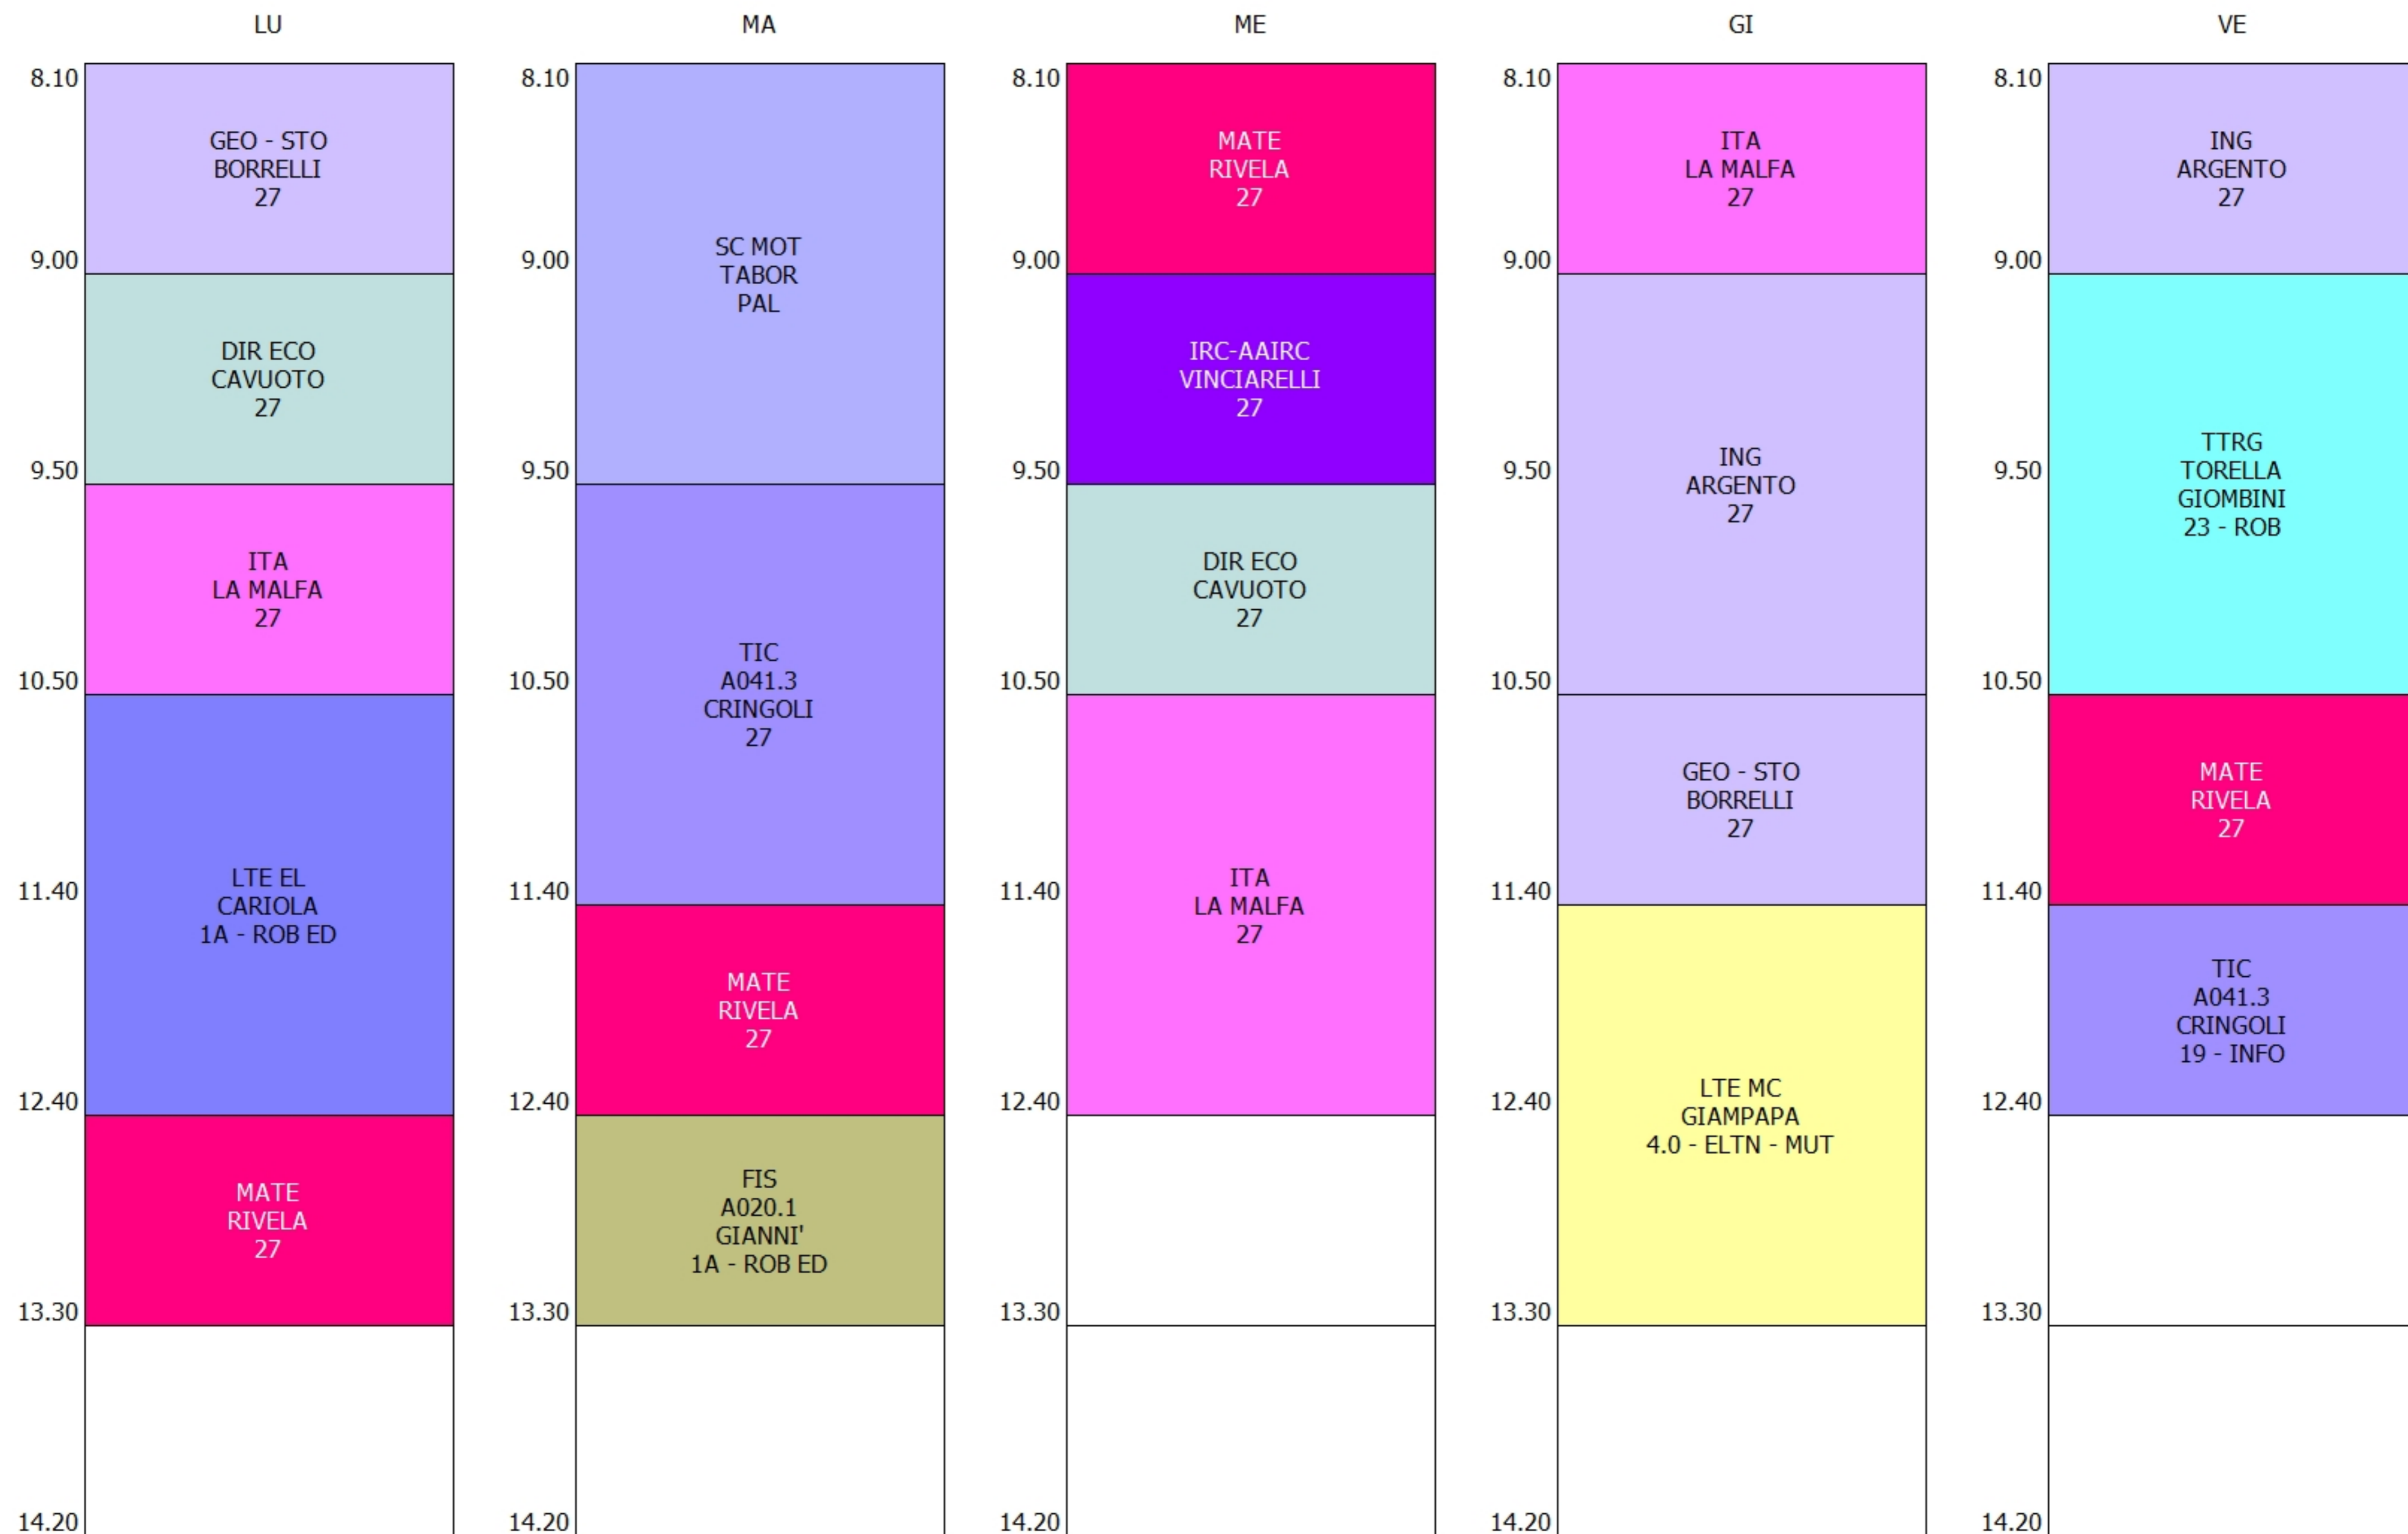 LU
MA
ME
GI
VE
8.10
GEO - STO
BORRELLI
27
9.00
DIR ECO
CAVUOTO
27
9.50
ITA
LA MALFA
27
10.50
LTE EL
CARIOLA
1A - ROB ED
11.40
12.40
MATE
RIVELA
27
13.30
14.20
8.10
SC MOT
TABOR
PAL
9.00
9.50
TIC
A041.3
CRINGOLI
27
10.50
11.40
MATE
RIVELA
27
12.40
FIS
A020.1
GIANNI'
1A - ROB ED
13.30
14.20
8.10
MATE
RIVELA
27
9.00
IRC-AAIRC
VINCIARELLI
27
9.50
DIR ECO
CAVUOTO
27
10.50
ITA
LA MALFA
27
11.40
12.40
13.30
14.20
8.10
ITA
LA MALFA
27
9.00
ING
ARGENTO
27
9.50
10.50
GEO - STO
BORRELLI
27
11.40
LTE MC
GIAMPAPA
4.0 - ELTN - MUT
12.40
13.30
14.20
8.10
ING
ARGENTO
27
9.00
TTRG
TORELLA
GIOMBINI
23 - ROB
9.50
10.50
MATE
RIVELA
27
11.40
TIC
A041.3
CRINGOLI
19 - INFO
12.40
13.30
14.20